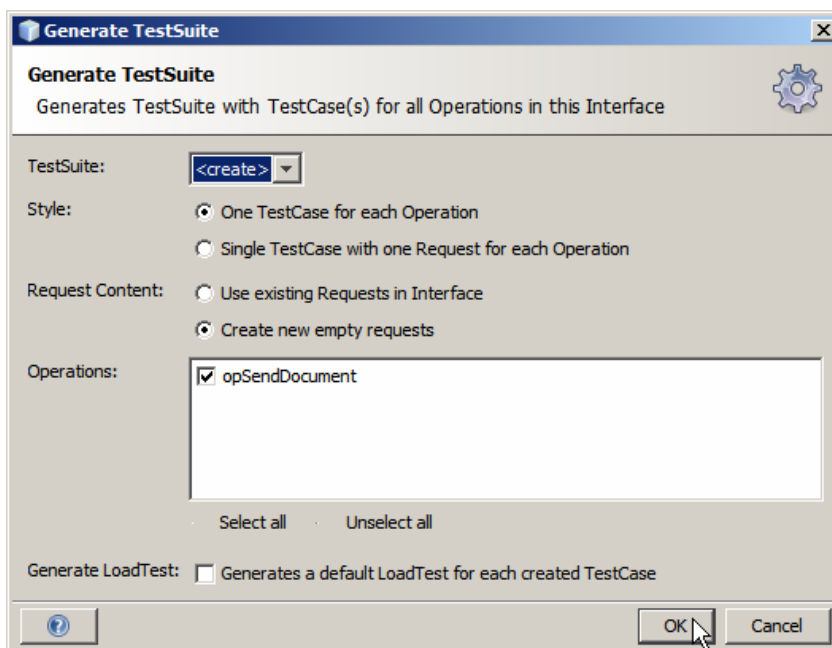 Generate TestSuite
Generate TestSuite
Generates TestSuite with TestCase(s) for all Operations in this Interface
TestSuite: <create>
Style: One TestCase for each Operation
Single TestCase with one Request for each Operation
Request Content: Use existing Requests in Interface
Create new empty requests
Operations: opSendDocument
Select all Unselect all
Generate LoadTest: Generates a default LoadTest for each created TestCase
? OK Cancel